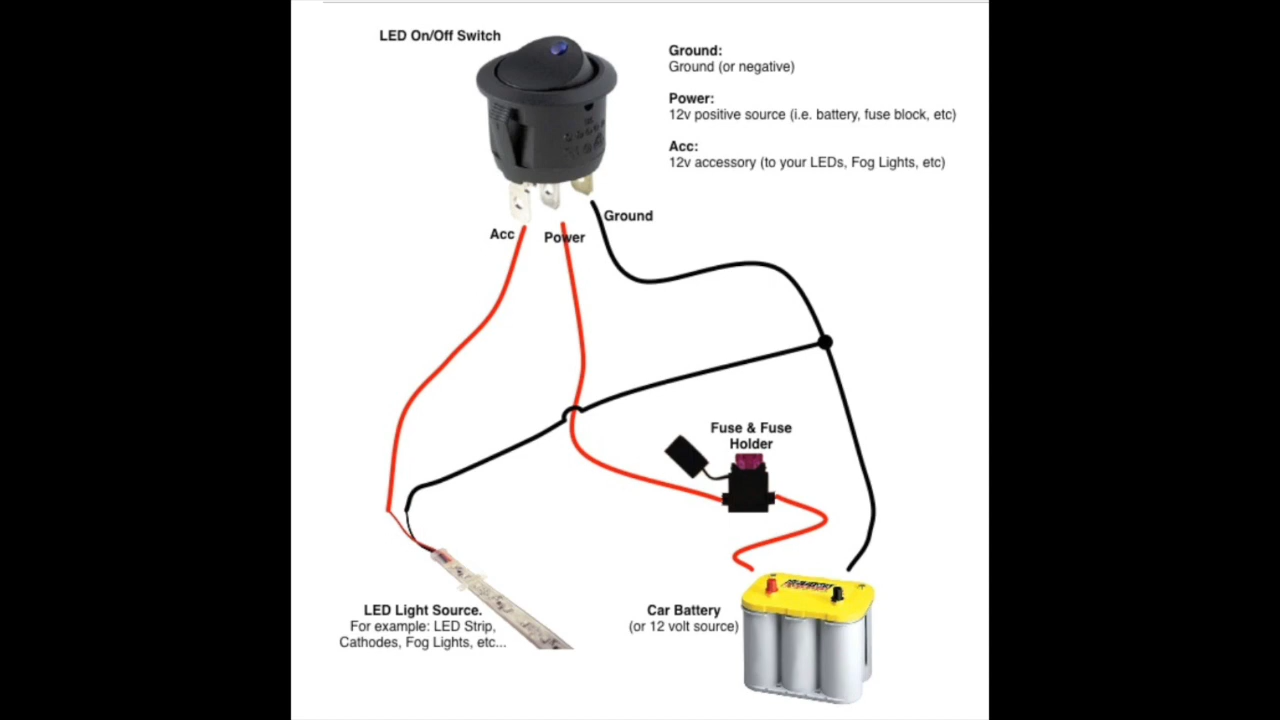 LED On/Off Switch
Ground:
Ground (or negative)
Power:
12v positive source (i.e. battery, fuse block, etc)
Acc:
12v accessory (to your LEDs, Fog Lights, etc)
Ground
Acc
Power
Fuse & Fuse
Holder
LED Light Source.
For example: LED Strip,
Cathodes, Fog Lights, etc...
Car Battery
(or 12 volt source)